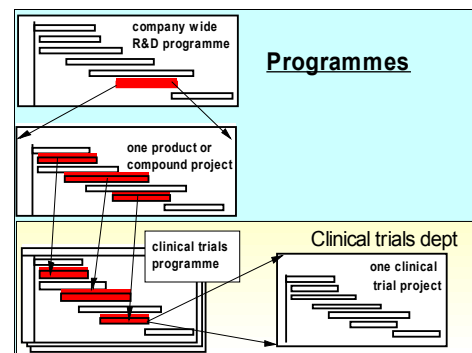 company wide
R&D programme
Programmes
one product or
compound project
Clinical trials dept
clinical trials
programme
one clinical
trial project